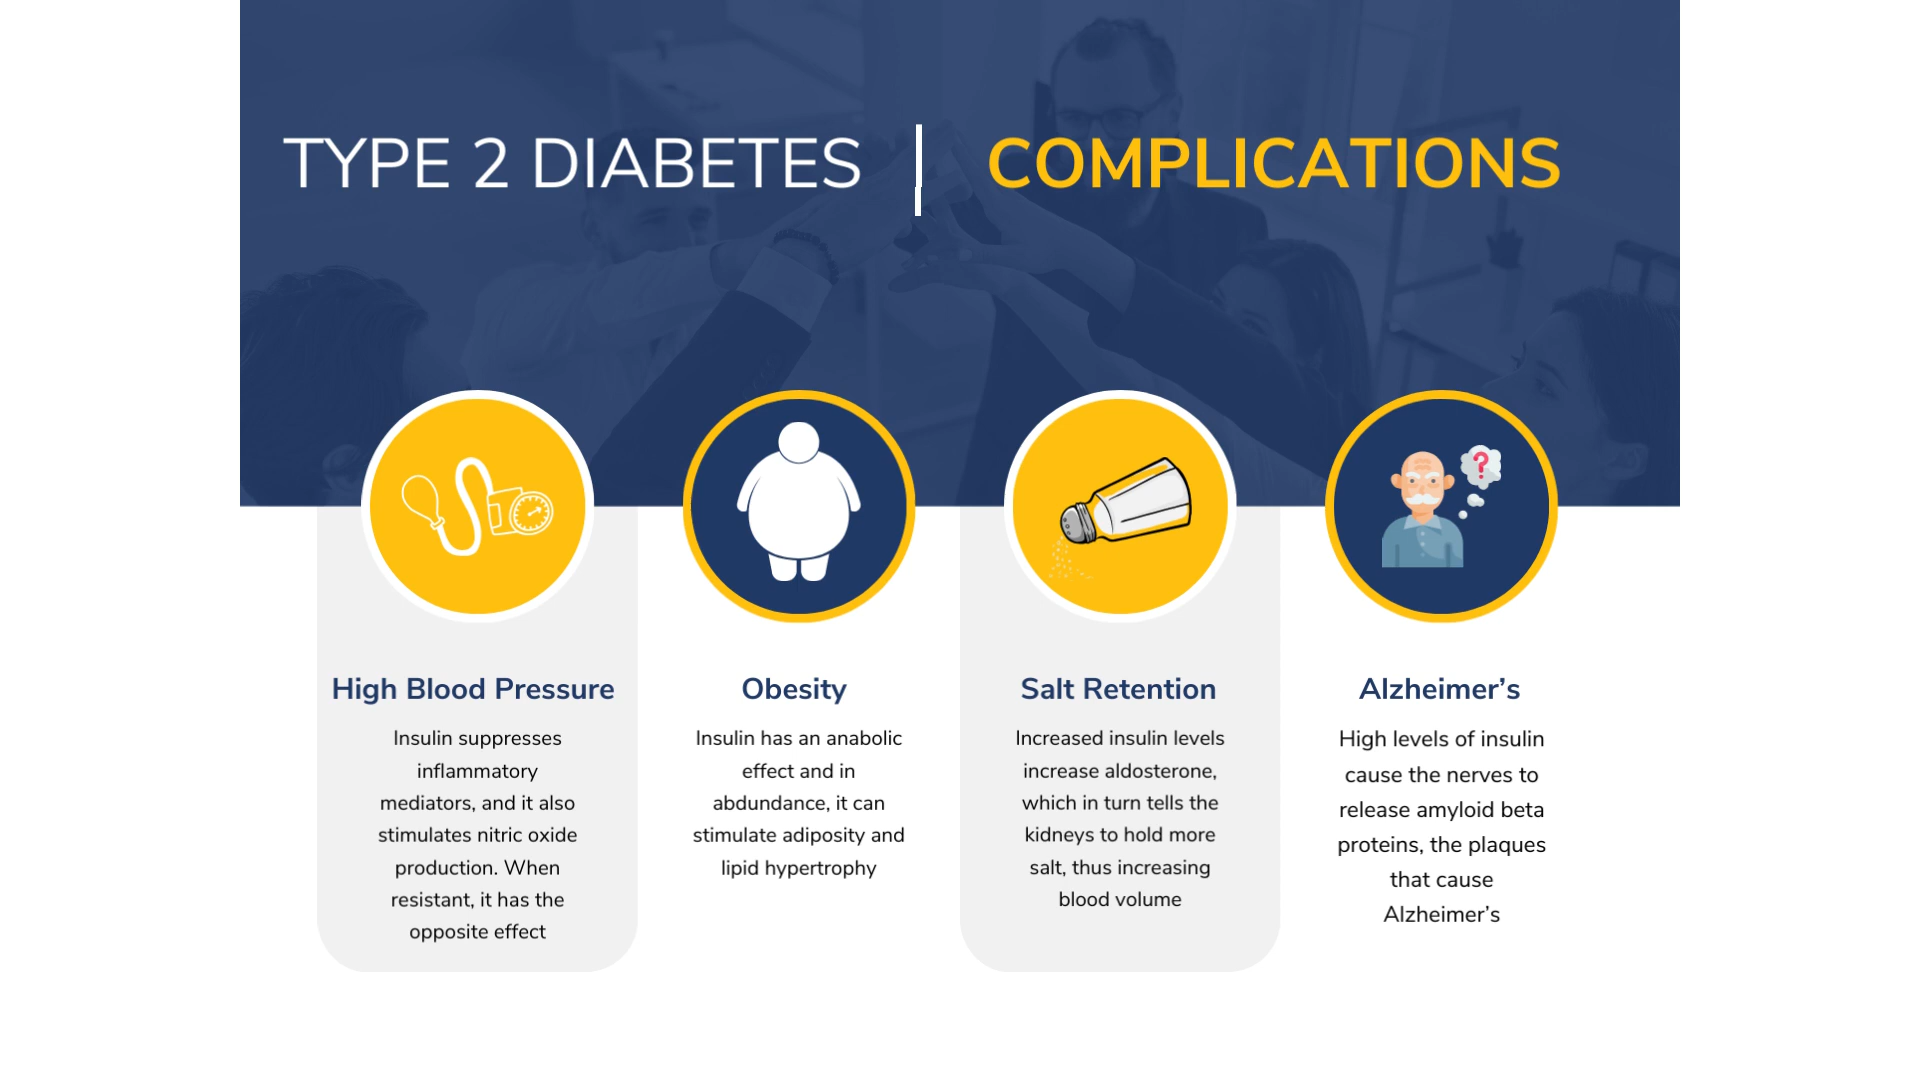 TYPE 2 DIABETES | COMPLICATIONS
High Blood Pressure
Insulin suppresses
inflammatory
mediators, and it also
stimulates nitric oxide
production. When
resistant, it has the
opposite effect
Obesity
Insulin has an anabolic
effect and in
abdundance, it can
stimulate adiposity and
lipid hypertrophy
Salt Retention
Increased insulin levels
increase aldosterone,
which in turn tells the
kidneys to hold more
salt, thus increasing
blood volume
?
Alzheimer’s
High levels of insulin
cause the nerves to
release amyloid beta
proteins, the plaques
that cause
Alzheimer’s